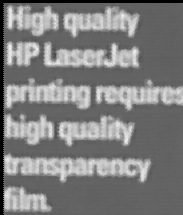 High quality
HP LaserJet
printing requires
high quality
transparency
film.